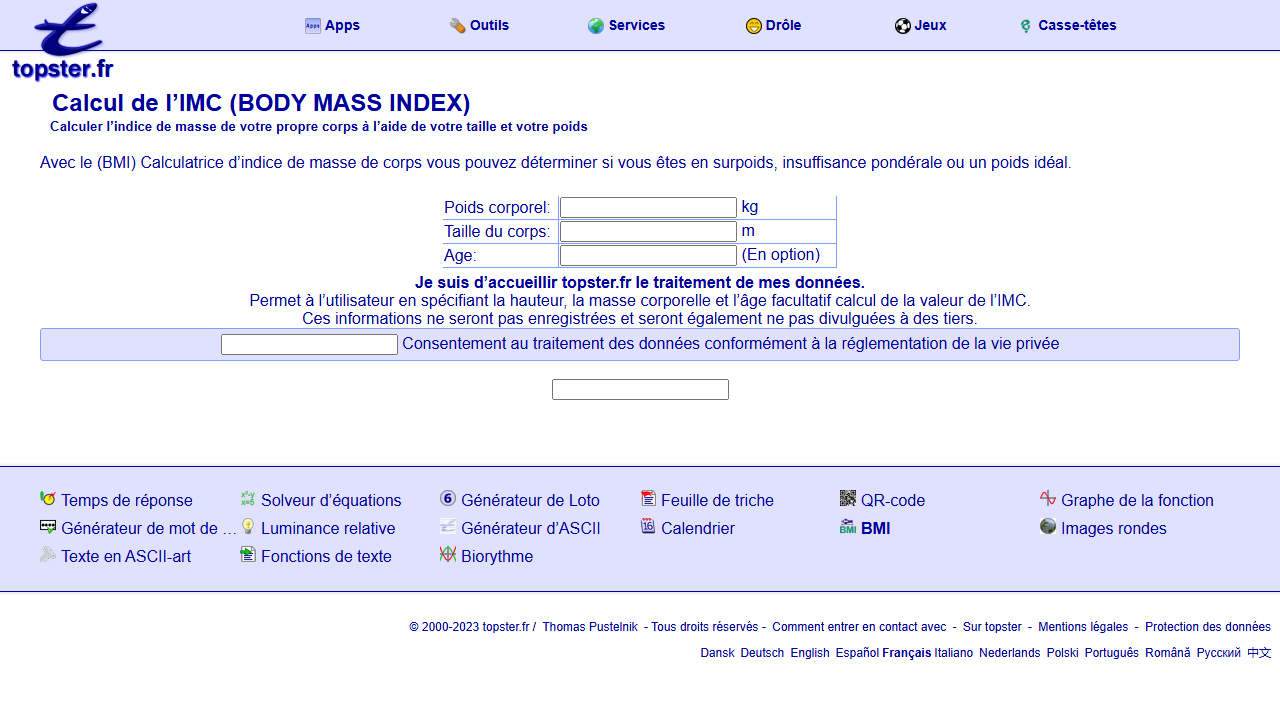 Apps Outils Services Drôle Jeux Casse-têtes
topster.fr
Calcul de l’IMC (BODY MASS INDEX)
Calculer l’indice de masse de votre propre corps à l’aide de votre taille et votre poids
Avec le (BMI) Calculatrice d’indice de masse de corps vous pouvez déterminer si vous êtes en surpoids, insuffisance pondérale ou un poids idéal.
Poids corporel: kg
Taille du corps: m
Age: (En option)
Je suis d’accueillir topster.fr le traitement de mes données.
Permet à l’utilisateur en spécifiant la hauteur, la masse corporelle et l’âge facultatif calcul de la valeur de l’IMC.
Ces informations ne seront pas enregistrées et seront également ne pas divulguées à des tiers.
Consentement au traitement des données conformément à la réglementation de la vie privée
Temps de réponse Solveur d’équations Générateur de Loto Feuille de triche QR-code Graphe de la fonction
Générateur de mot de … Luminance relative Générateur d’ASCII Calendrier BMI Images rondes
Texte en ASCII-art Fonctions de texte Biorythme
© 2000-2023 topster.fr / Thomas Pustelnik - Tous droits réservés - Comment entrer en contact avec - Sur topster - Mentions légales - Protection des données
Dansk Deutsch English Español Français Italiano Nederlands Polski Português Română Русский 中文